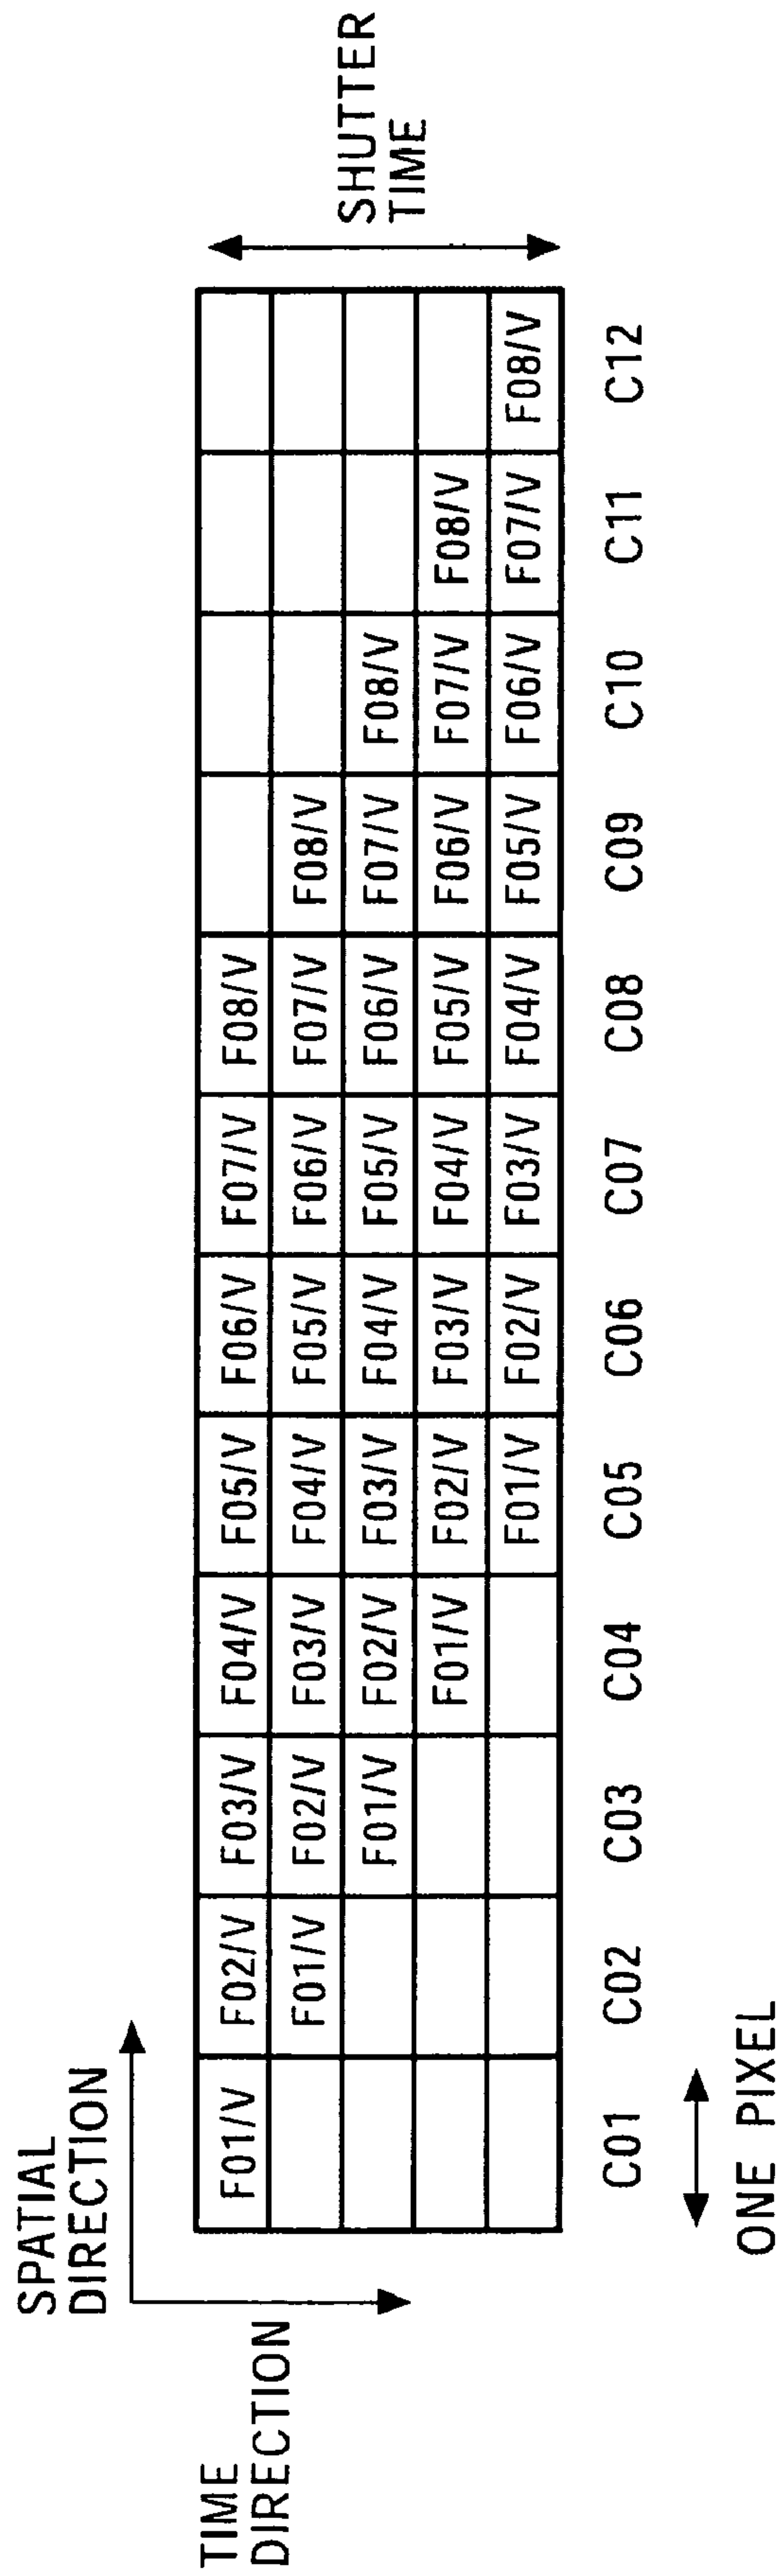 SPATIAL
DIRECTION
TIME
DIRECTION
F01/V F02/V F03/V F04/V F05/V F06/V F07/V F08/V
F01/V F02/V F03/V F04/V F05/V F06/V F07/V F08/V
F01/V F02/V F03/V F04/V F05/V F06/V F07/V F08/V
F01/V F02/V F03/V F04/V F05/V F06/V F07/V F08/V
F01/V F02/V F03/V F04/V F05/V F06/V F07/V F08/V
SHUTTER
TIME
C01 C02 C03 C04 C05 C06 C07 C08 C09 C10 C11 C12
ONE PIXEL